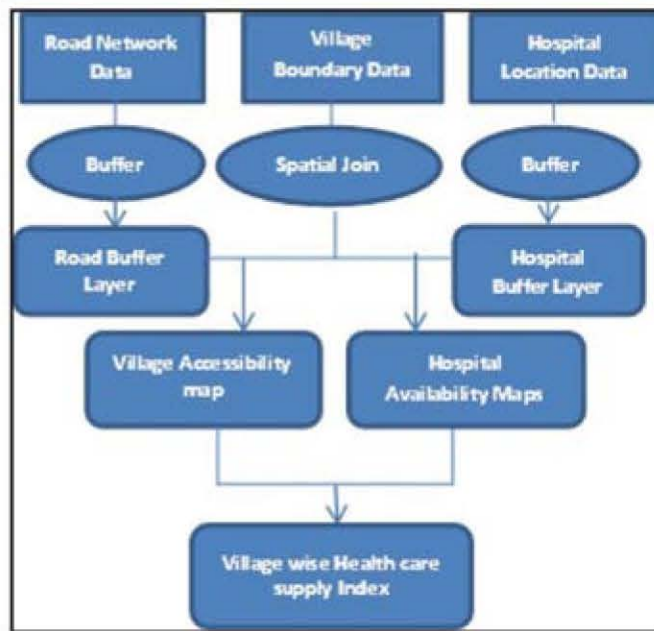 Road Network
Data
Village
Boundary Data
Hospital
Location Data
Buffer
Spatial Join
Buffer
Road Buffer
Layer
Hospital
Buffer Layer
Village Accessibility
map
Hospital
Availability Maps
Village wise Health care
supply Index